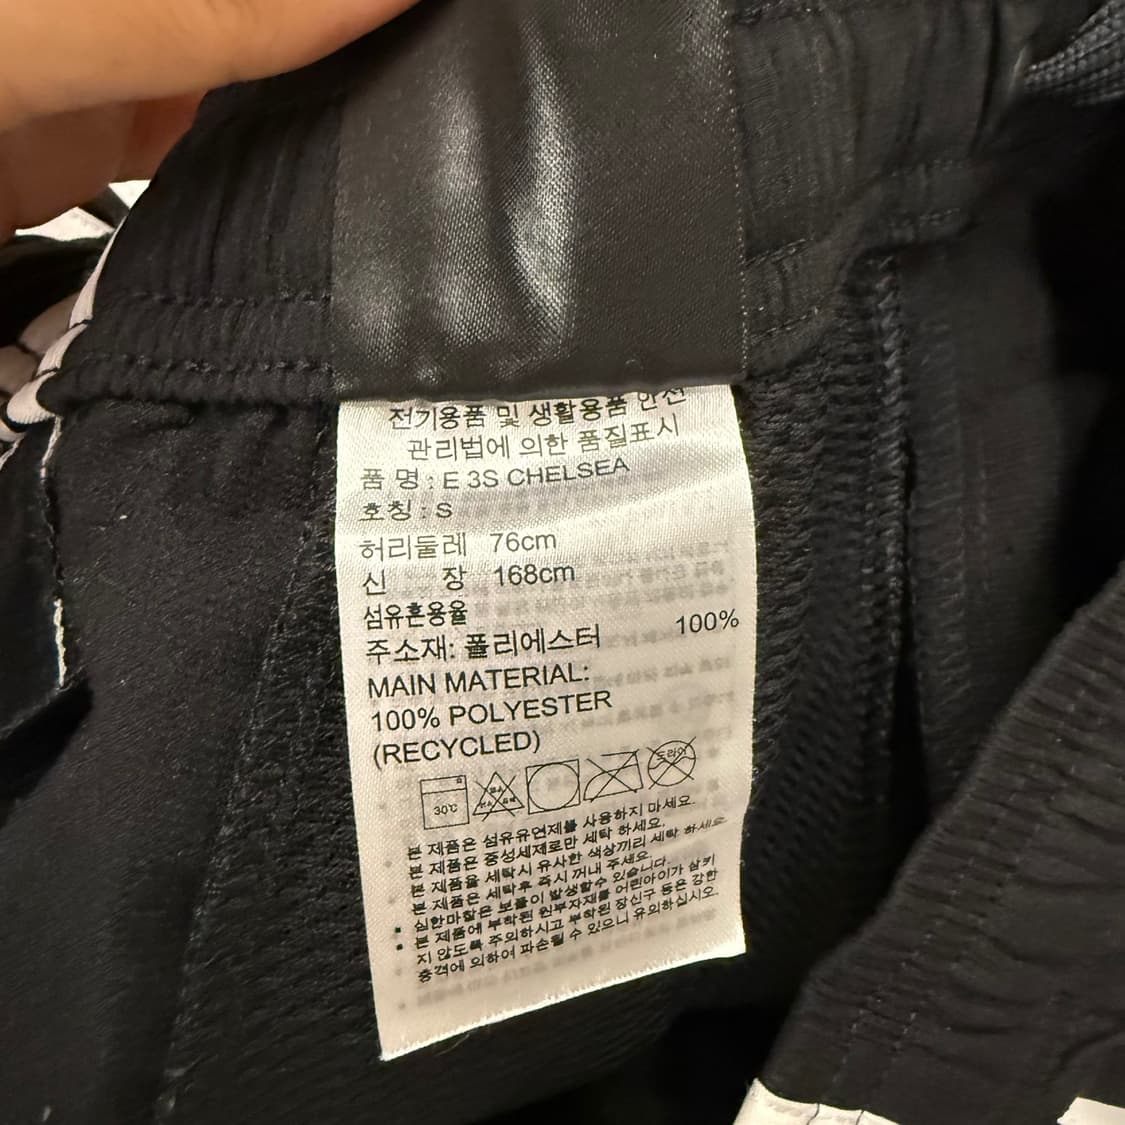 전기용품 및 생활용품 안전
관리법에 의한 품질표시
품 명 : E 3S CHELSEA
호칭 : S
허리둘레 76cm
신 장 168cm
섬유혼용율
주소재: 폴리에스터 100%
MAIN MATERIAL:
100% POLYESTER
(RECYCLED)
30℃
드라이
본 제품은 섬유유연제를 사용하지 마세요.
본 제품은 중성세제로만 세탁 하세요.
본 제품을 세탁시 유사한 색상끼리 세탁 하세요.
본 제품은 세탁후 즉시 꺼내 주세요.
심한마찰은 보풀이 발생할수 있습니다.
본 제품에 부착된 원부자재를 어린아이가 삼키
지 않도록 주의하시고 부착된 장신구 등은 강한
충격에 의하여 파손될 수 있으니 유의하십시오.